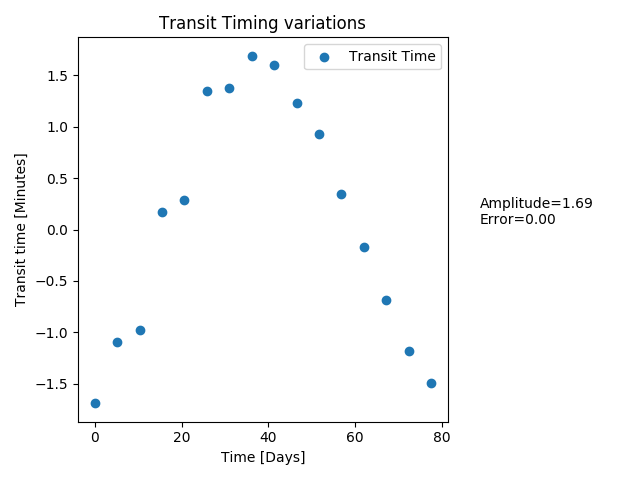 Transit Timing variations
Transit Time
Transit time [Minutes]
1.5
1.0
0.5
0.0
−0.5
−1.0
−1.5
0
20
40
60
80
Time [Days]
Amplitude=1.69
Error=0.00